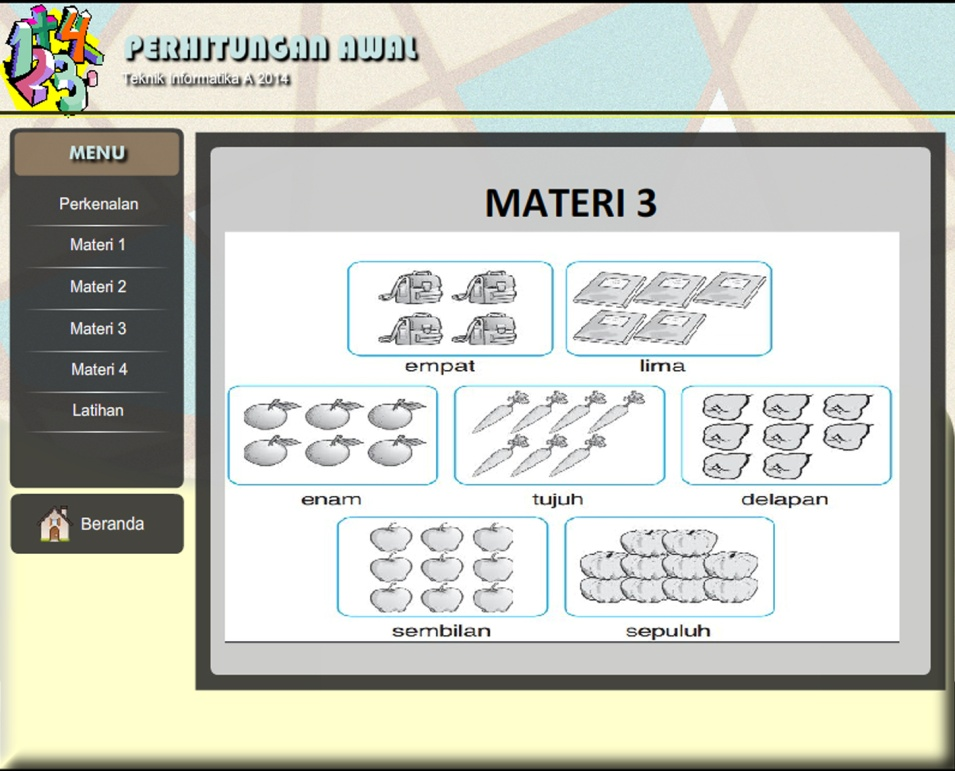 PERHITUNGAN AWAL
Teknik Informatika A 2014
MENU
Perkenalan
Materi 1
Materi 2
Materi 3
Materi 4
Latihan
Beranda
MATERI 3
empat lima
enam tujuh delapan
sembilan sepuluh